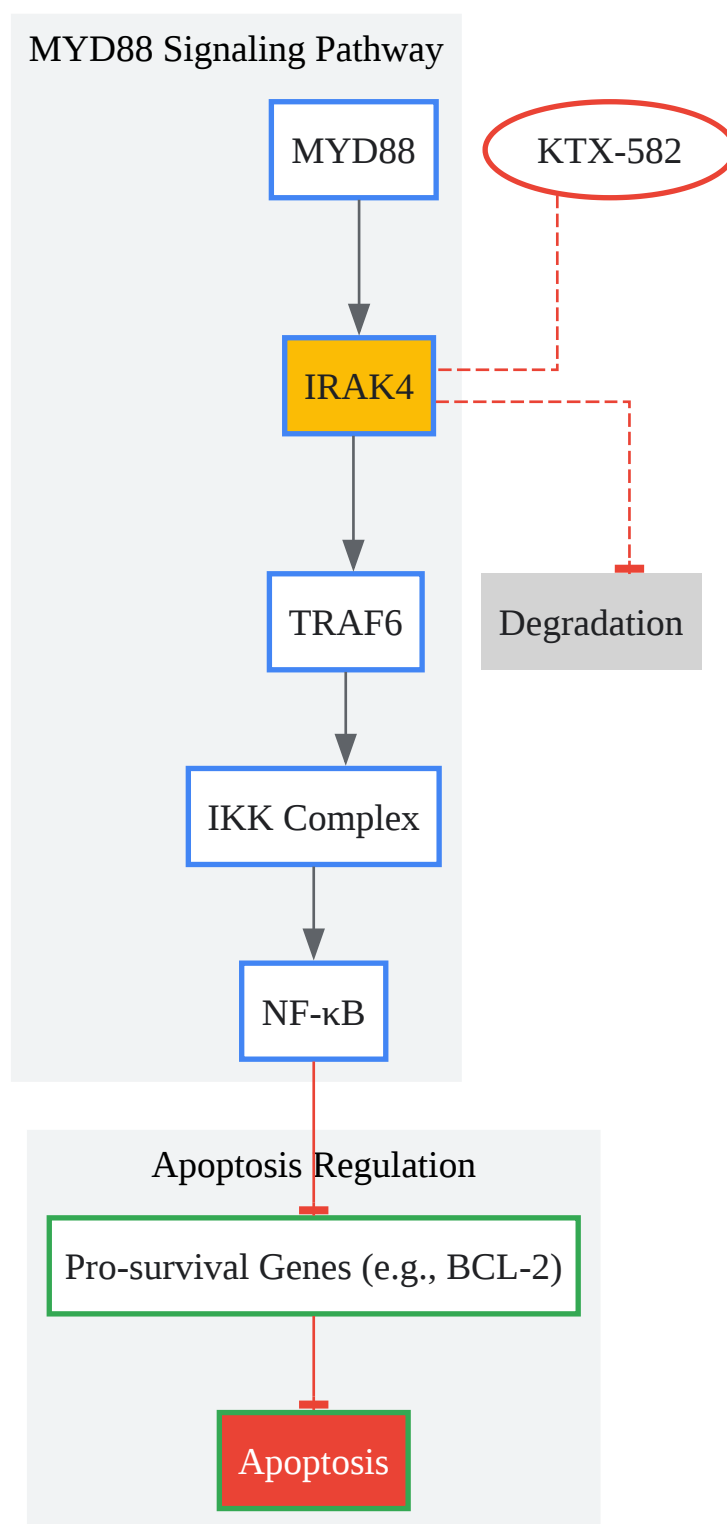 MYD88 Signaling Pathway
MYD88
KTX-582
IRAK4
TRAF6
Degradation
IKK Complex
NF-κB
Apoptosis Regulation
Pro-survival Genes (e.g., BCL-2)
Apoptosis